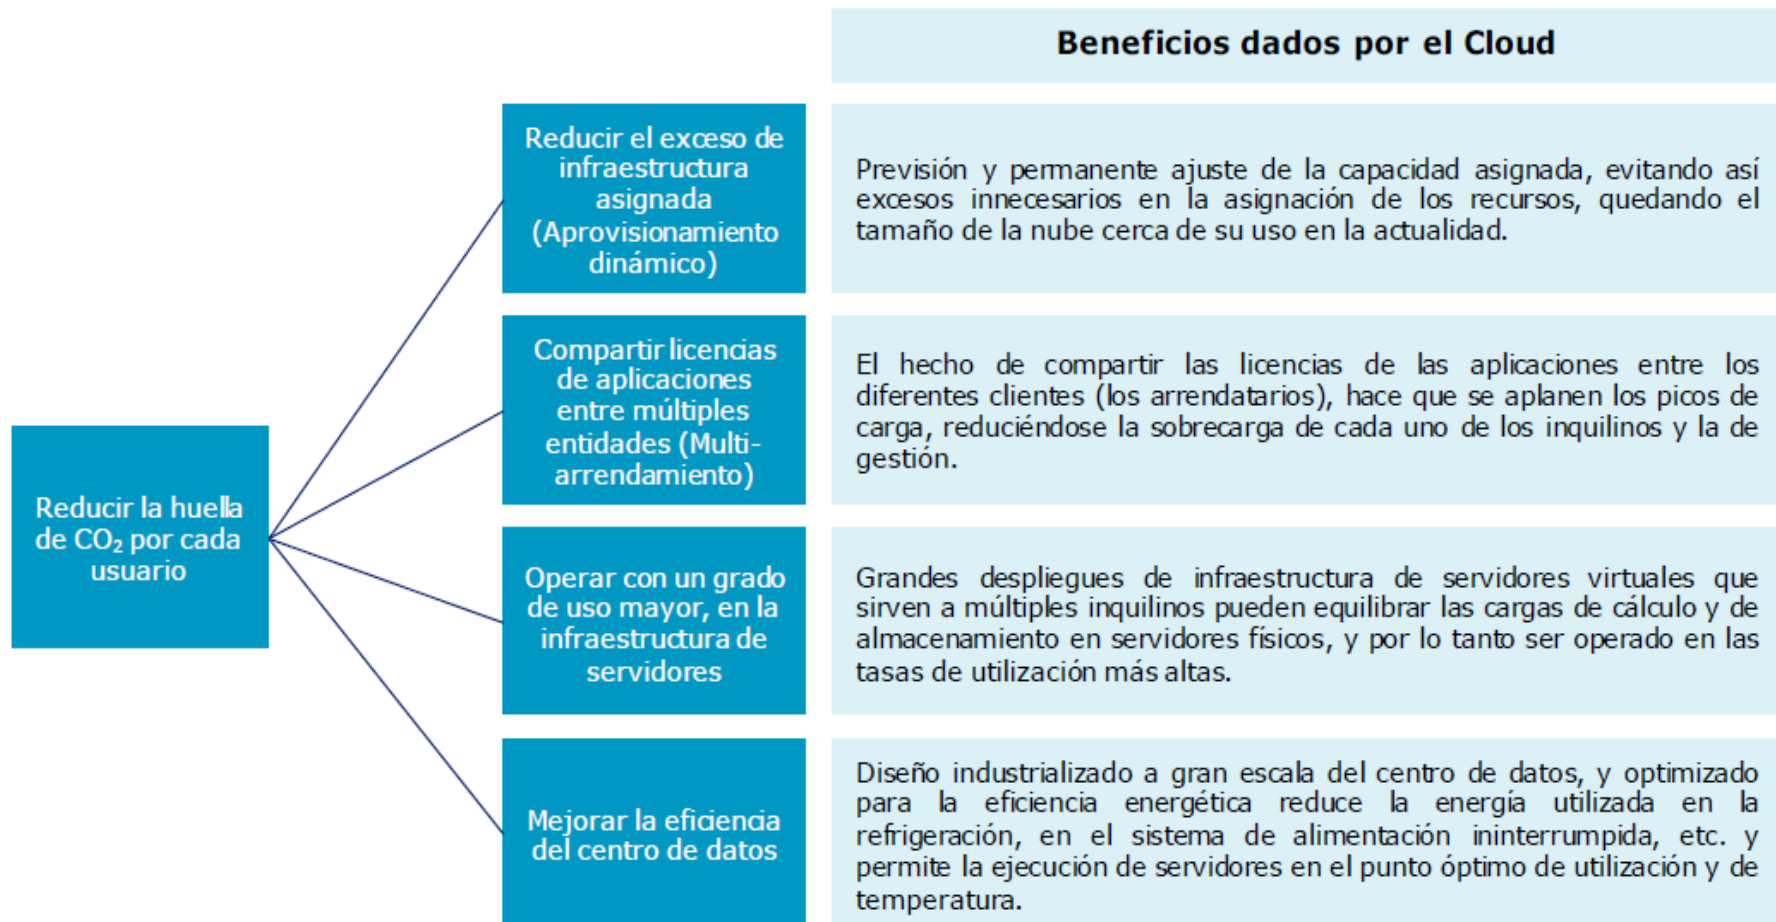 Beneficios dados por el Cloud
Reducir la huella
de CO₂ por cada
usuario
Reducir el exceso de
infraestructura
asignada
(Aprovisionamiento
dinámico)
Previsión y permanente ajuste de la capacidad asignada, evitando así
excesos innecesarios en la asignación de los recursos, quedando el
tamaño de la nube cerca de su uso en la actualidad.
Compartir licencias
de aplicaciones
entre múltiples
entidades (Multi-
arrendamiento)
El hecho de compartir las licencias de las aplicaciones entre los
diferentes clientes (los arrendatarios), hace que se aplanen los picos de
carga, reduciéndose la sobrecarga de cada uno de los inquilinos y la de
gestión.
Operar con un grado
de uso mayor, en la
infraestructura de
servidores
Grandes despliegues de infraestructura de servidores virtuales que
sirven a múltiples inquilinos pueden equilibrar las cargas de cálculo y de
almacenamiento en servidores físicos, y por lo tanto ser operado en las
tasas de utilización más altas.
Mejorar la eficiencia
del centro de datos
Diseño industrializado a gran escala del centro de datos, y optimizado
para la eficiencia energética reduce la energía utilizada en la
refrigeración, en el sistema de alimentación ininterrumpida, etc. y
permite la ejecución de servidores en el punto óptimo de utilización y de
temperatura.